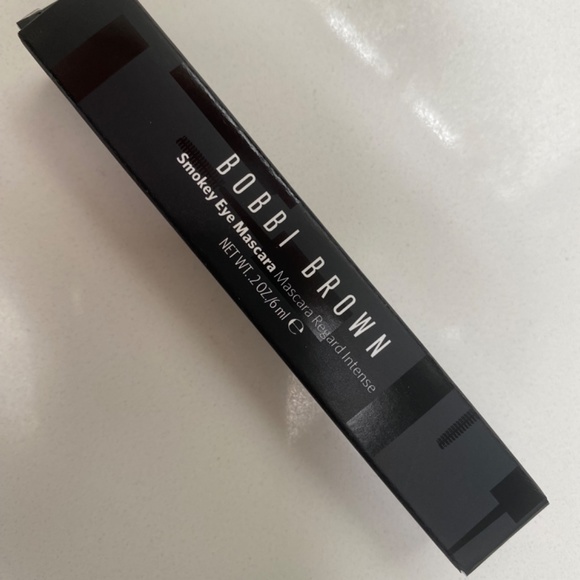 BOBBI BROWN
Smokey Eye Mascara Mascara Regard Intense
NET WT. .2 OZ./6 ml ℮